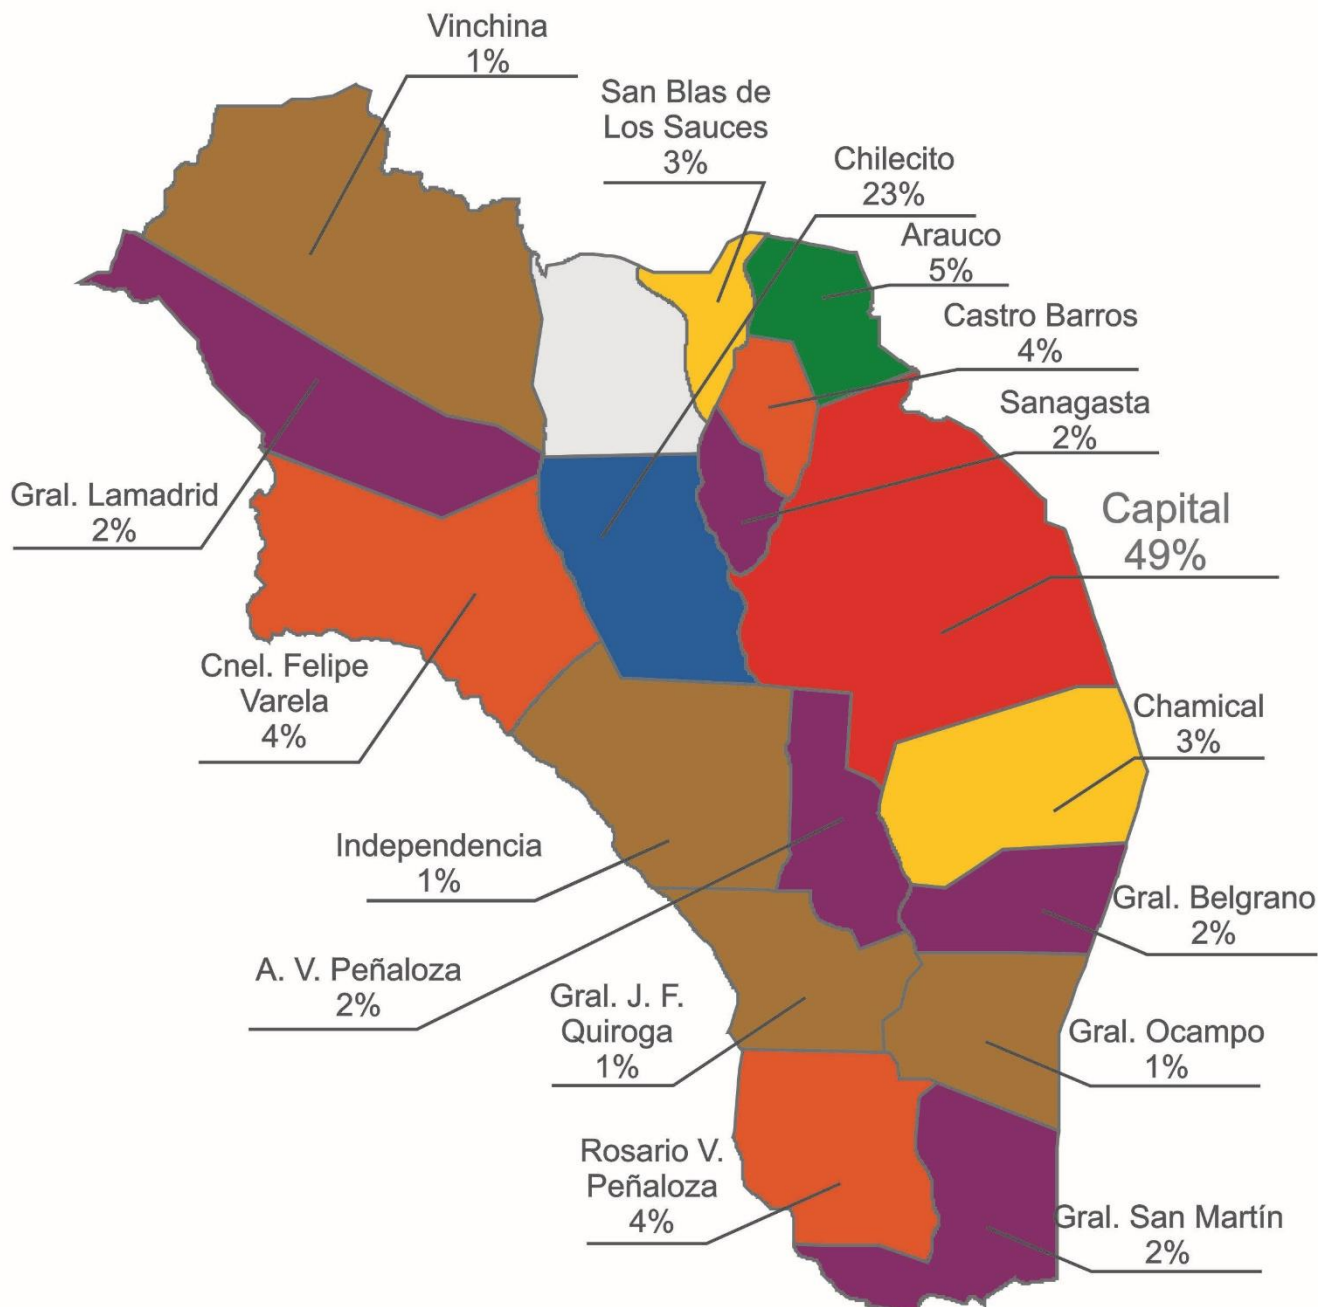 Vinchina
1%
San Blas de
Los Sauces
3%
Chilecito
23%
Arauco
5%
Castro Barros
4%
Sanagasta
2%
Capital
49%
Gral. Lamadrid
2%
Cnel. Felipe
Varela
4%
Chamical
3%
Independencia
1%
Gral. Belgrano
2%
A. V. Peñaloza
2%
Gral. J. F.
Quiroga
1%
Gral. Ocampo
1%
Rosario V.
Peñaloza
4%
Gral. San Martín
2%